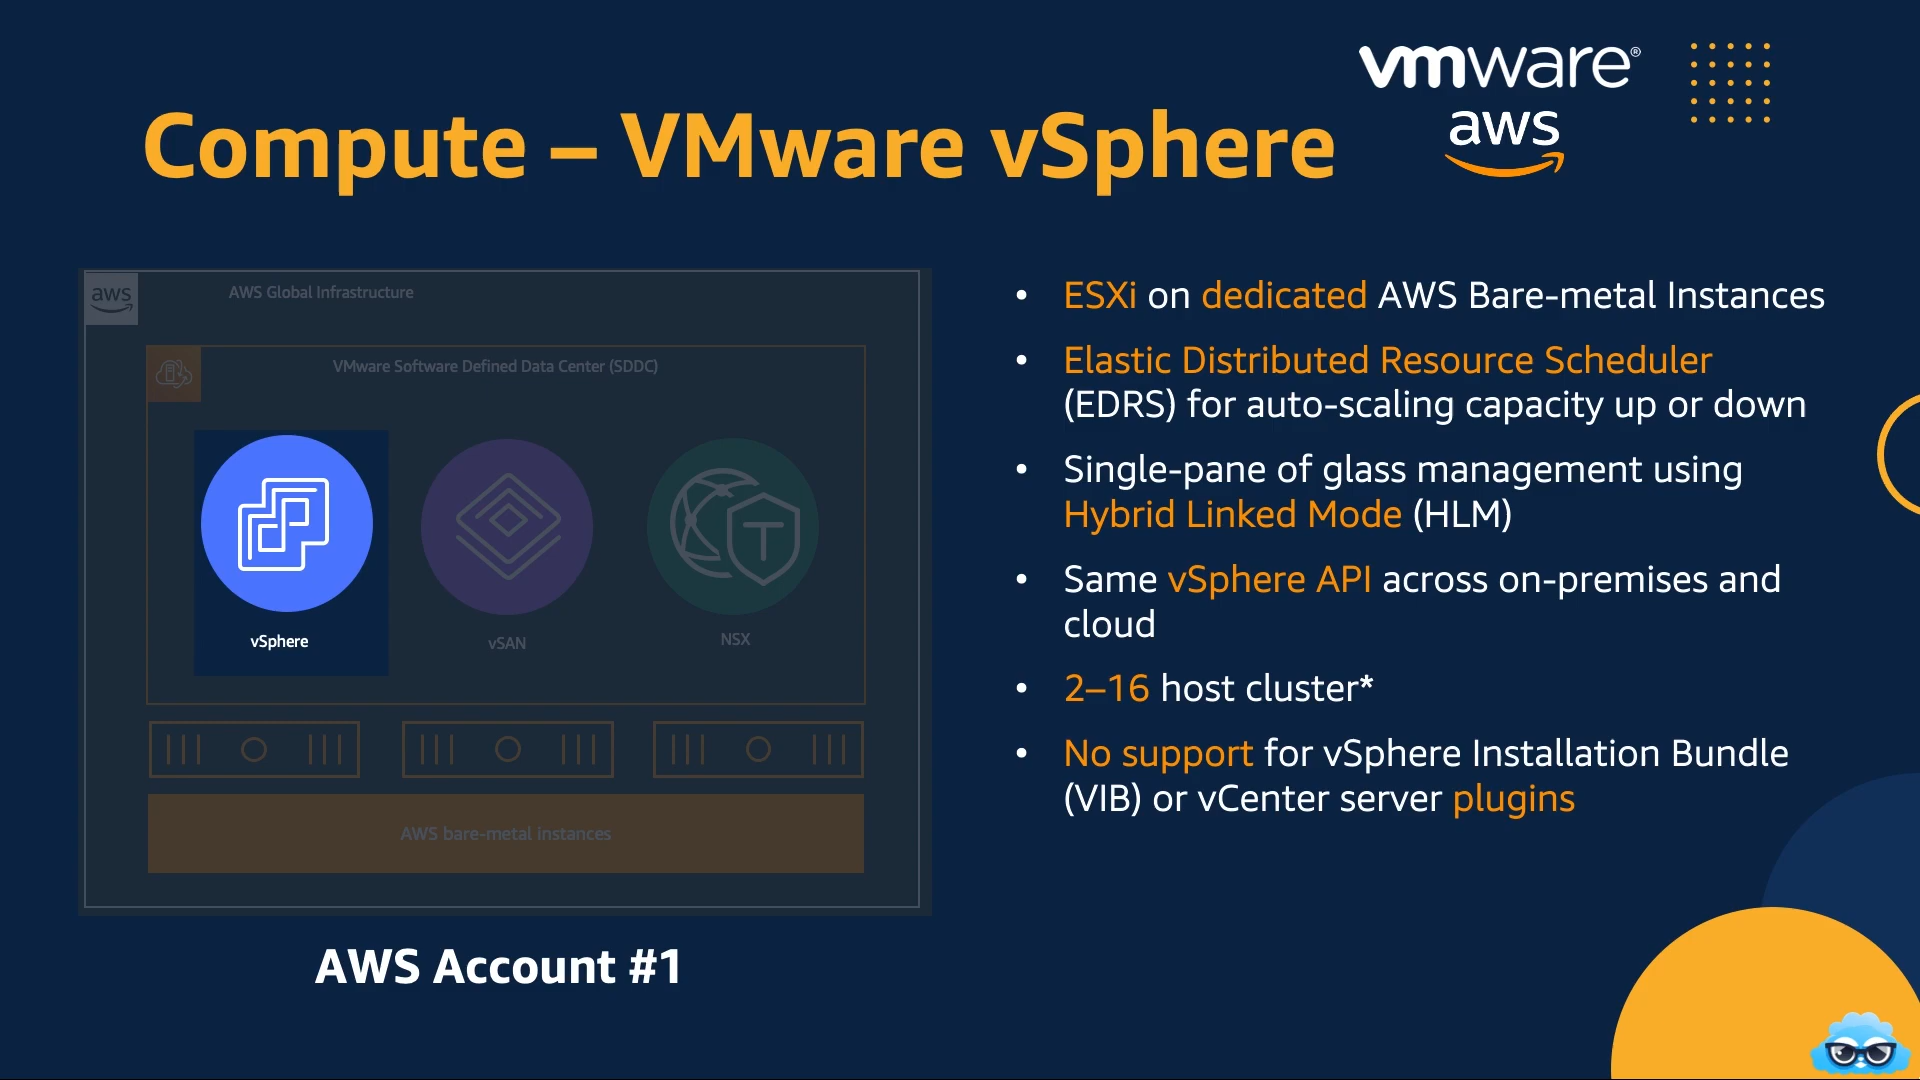 vmware®
aws
Compute – VMware vSphere
aws
AWS Global Infrastructure
VMware Software Defined Data Center (SDDC)
vSphere
vSAN
T
NSX
AWS bare-metal instances
AWS Account #1
• ESXi on dedicated AWS Bare-metal Instances
• Elastic Distributed Resource Scheduler
(EDRS) for auto-scaling capacity up or down
• Single-pane of glass management using
Hybrid Linked Mode (HLM)
• Same vSphere API across on-premises and
cloud
• 2–16 host cluster*
• No support for vSphere Installation Bundle
(VIB) or vCenter server plugins